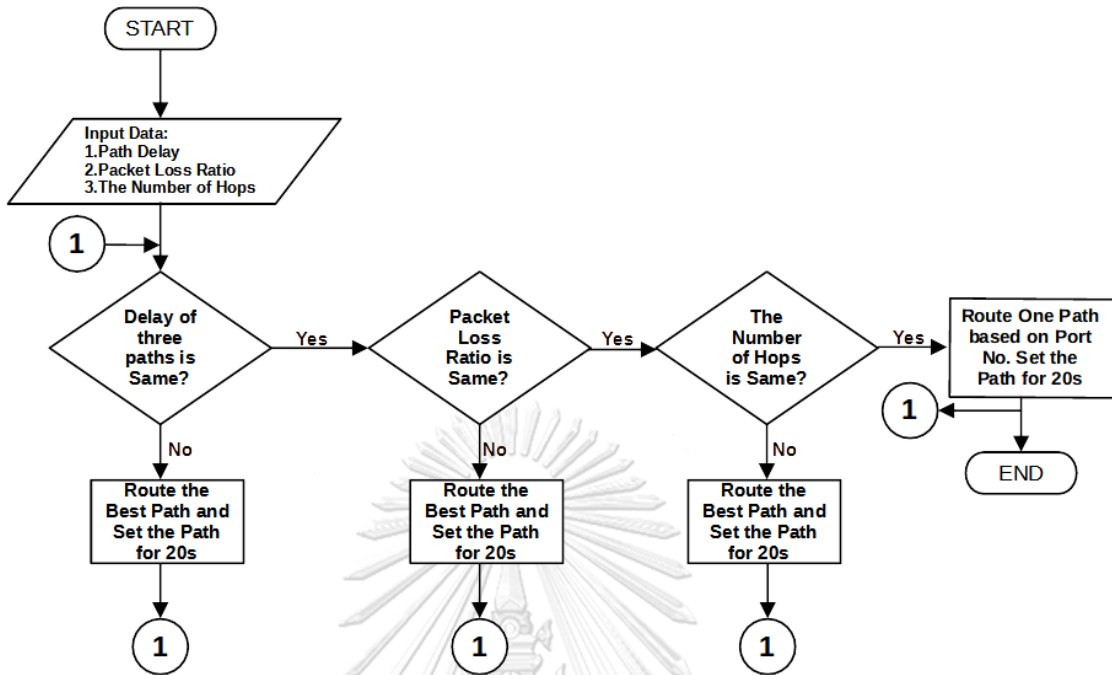 START
Input Data:
1.Path Delay
2.Packet Loss Ratio
3.The Number of Hops
1
Delay of
three
paths is
Same?
Yes
Packet
Loss
Ratio is
Same?
Yes
The
Number
of Hops
is Same?
Yes
Route One Path
based on Port
No. Set the
Path for 20s
1
END
No
No
No
Route the
Best Path and
Set the Path
for 20s
Route the
Best Path and
Set the Path
for 20s
Route the
Best Path and
Set the Path
for 20s
1
1
1